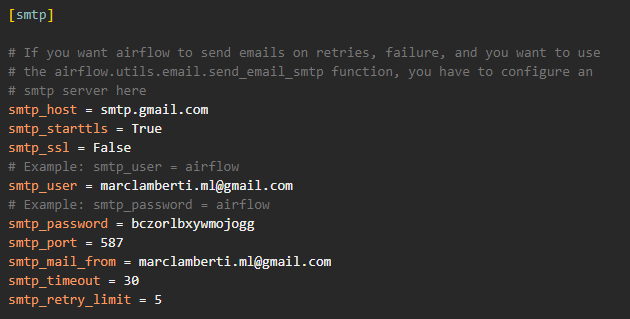 [smtp]
# If you want airflow to send emails on retries, failure, and you want to use
# the airflow.utils.email.send_email_smtp function, you have to configure an
# smtp server here
smtp_host = smtp.gmail.com
smtp_starttls = True
smtp_ssl = False
# Example: smtp_user = airflow
smtp_user = marclamberti.ml@gmail.com
# Example: smtp_password = airflow
smtp_password = bczorlbxywmojogg
smtp_port = 587
smtp_mail_from = marclamberti.ml@gmail.com
smtp_timeout = 30
smtp_retry_limit = 5